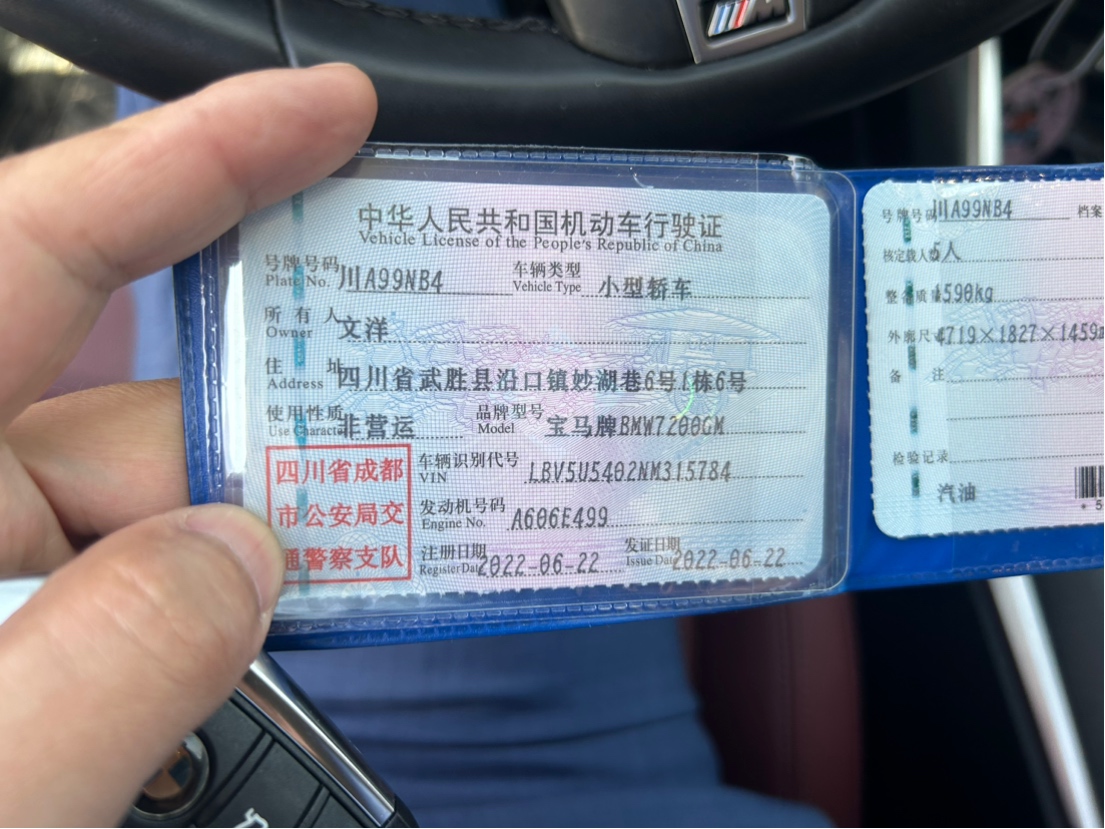 中华人民共和国机动车行驶证
Vehicle License of the People's Republic of China
号牌号码 川A99NB4 车辆类型 小型轿车
Plate No. Vehicle Type
所有人 文洋
Owner
住址 四川省武胜县沿口镇妙湖巷6号1栋6号
Address
使用性质 非营运 品牌型号 宝马牌BMW7200GM
Use Character Model
四川省成都
市公安局交
通警察支队
车辆识别代号 LBV5U5402NM315784
VIN
发动机号码 A606E499
Engine No.
注册日期 2022-06-22 发证日期 2022-06-22
Register Date Issue Date
号牌号码 川A99NB4 档案
核定载人数 5人
整备质量 1590kg
外廓尺 4719×1827×1459m
备注
检验记录
汽油